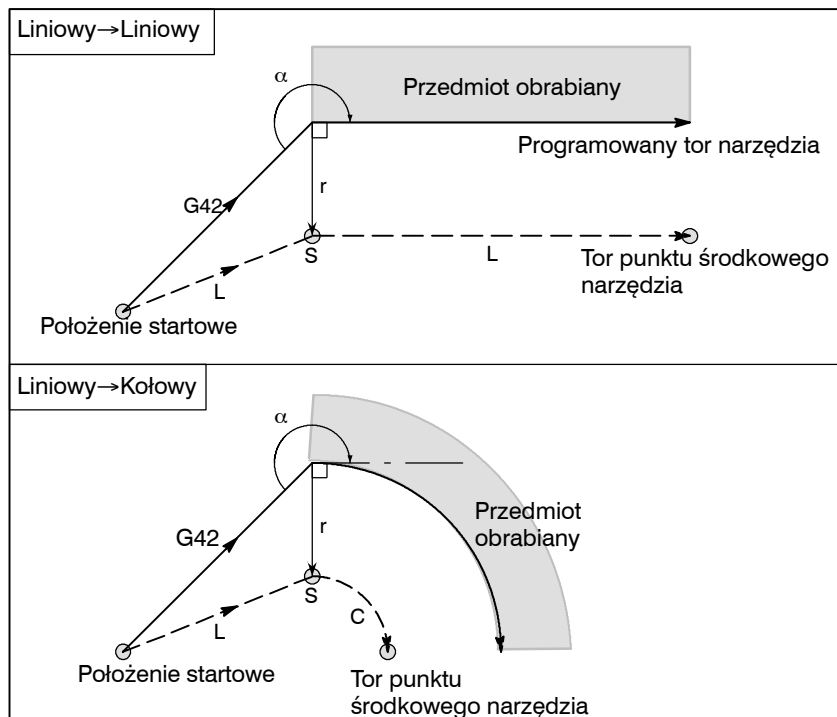 Liniowy→Liniowy
α
Przedmiot obrabiany
Programowany tor narzędzia
G42
r
S
L
L
Tor punktu środkowego
narzędzia
Położenie startowe
Liniowy→Kołowy
α
Przedmiot
obrabiany
G42
r
S
L
C
Położenie startowe
Tor punktu
środkowego narzędzia